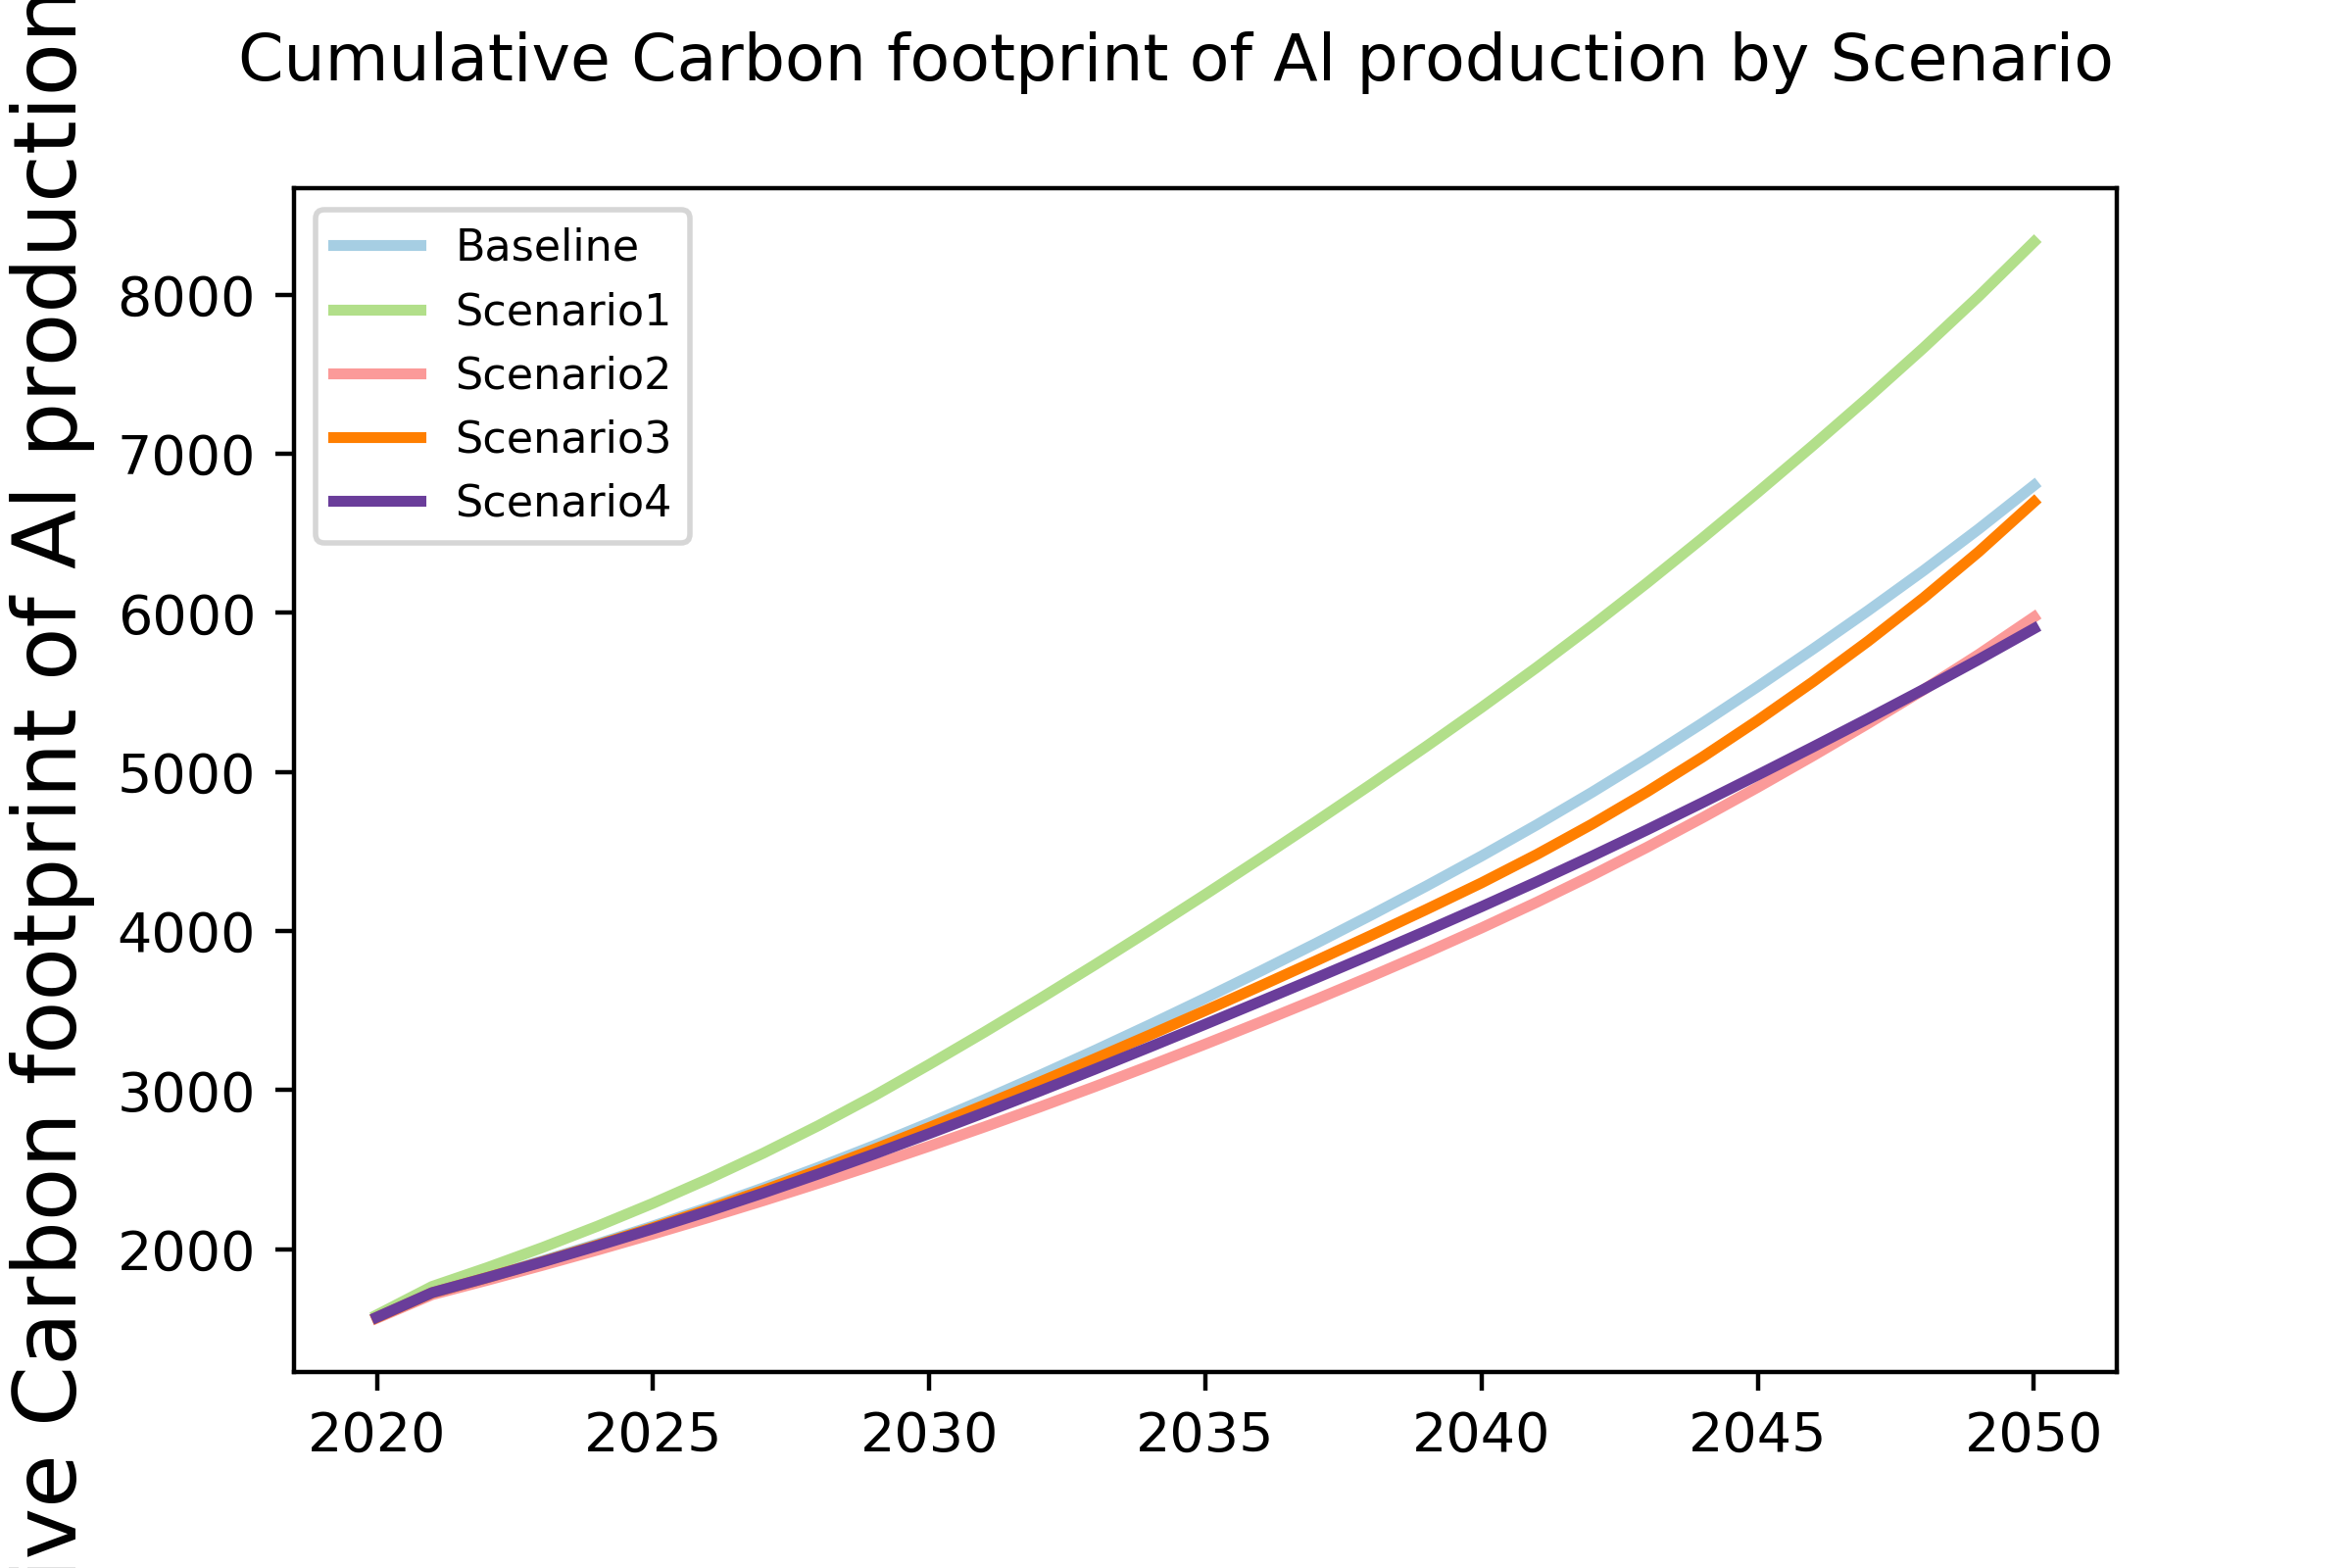 Cumulative Carbon footprint of Al production by Scenario
ive Carbon footprint of Al production
Baseline
Scenario1
Scenario2
Scenario3
Scenario4
8000
7000
6000
5000
4000
3000
2000
2020 2025 2030 2035 2040 2045 2050